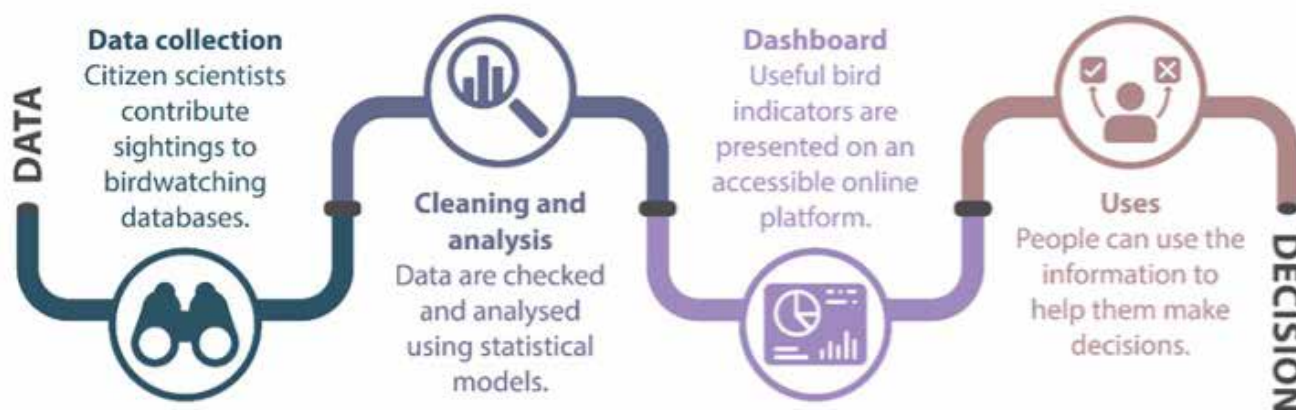 DATA
Data collection
Citizen scientists
contribute
sightings to
birdwatching
databases.
Cleaning and
analysis
Data are checked
and analysed
using statistical
models.
Dashboard
Useful bird
indicators are
presented on an
accessible online
platform.
Uses
People can use the
information to
help them make
decisions.
DECISION